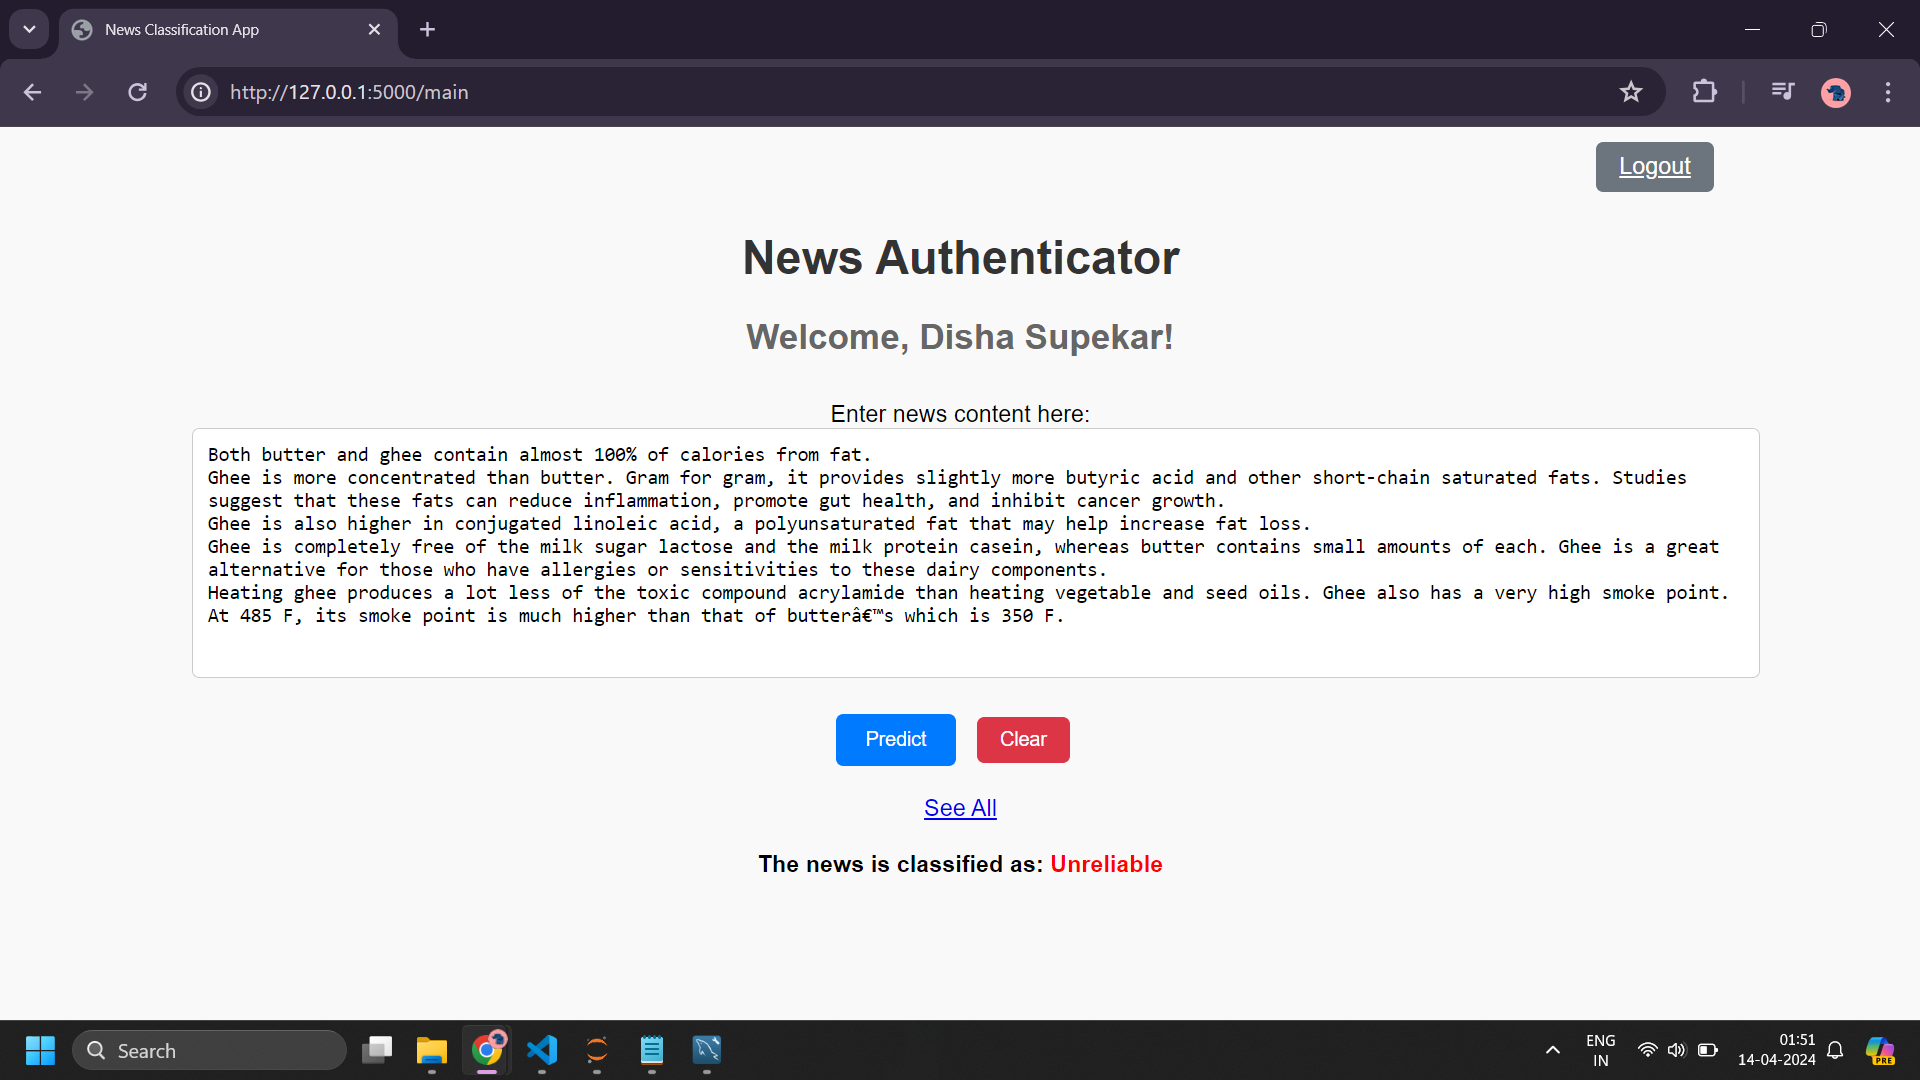 News Classification App
http://127.0.0.1:5000/main
Logout
News Authenticator
Welcome, Disha Supekar!
Enter news content here:
Both butter and ghee contain almost 100% of calories from fat.
Ghee is more concentrated than butter. Gram for gram, it provides slightly more butyric acid and other short-chain saturated fats. Studies
suggest that these fats can reduce inflammation, promote gut health, and inhibit cancer growth.
Ghee is also higher in conjugated linoleic acid, a polyunsaturated fat that may help increase fat loss.
Ghee is completely free of the milk sugar lactose and the milk protein casein, whereas butter contains small amounts of each. Ghee is a great
alternative for those who have allergies or sensitivities to these dairy components.
Heating ghee produces a lot less of the toxic compound acrylamide than heating vegetable and seed oils. Ghee also has a very high smoke point.
At 485 F, its smoke point is much higher than that of butterâ€™s which is 350 F.
Predict Clear
See All
The news is classified as: Unreliable
Search
ENG
IN
01:51
14-04-2024
PRE